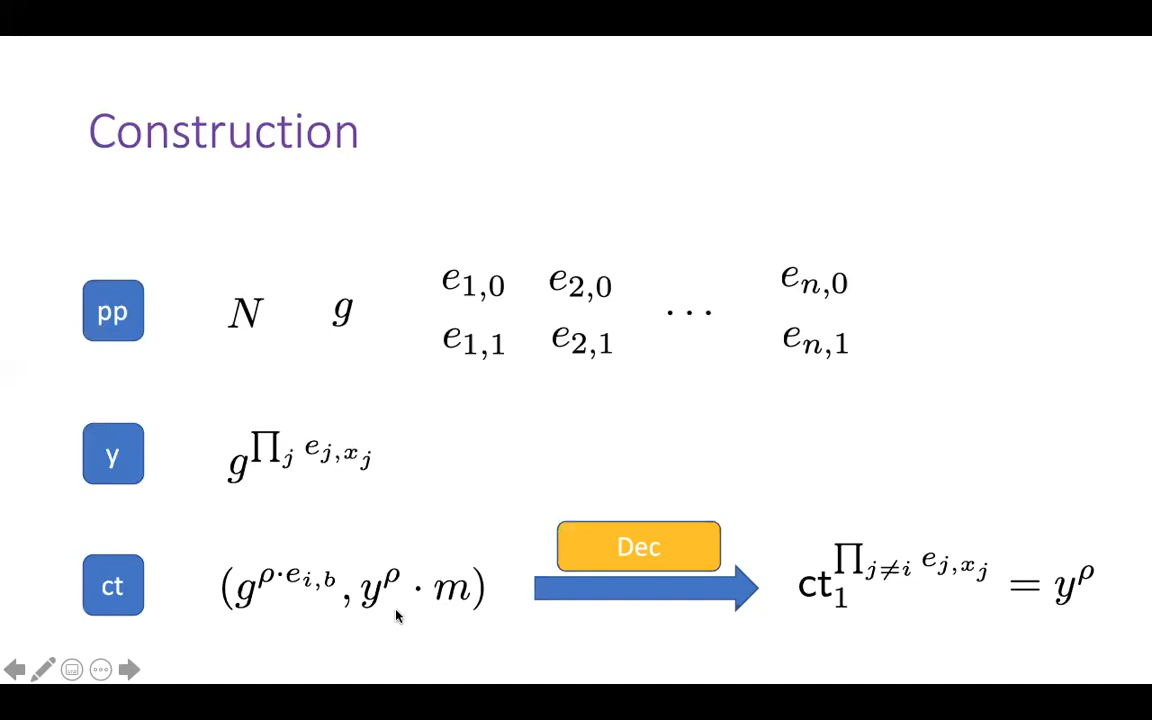 Construction
pp N g e_{1,0} e_{2,0} ⋯ e_{n,0}
e_{1,1} e_{2,1} e_{n,1}
y g^{∏_j e_{j,x_j}}
ct (g^{ρ·e_{i,b}}, y^ρ · m) Dec ct_1^{∏_{j≠i} e_{j,x_j}} = y^ρ